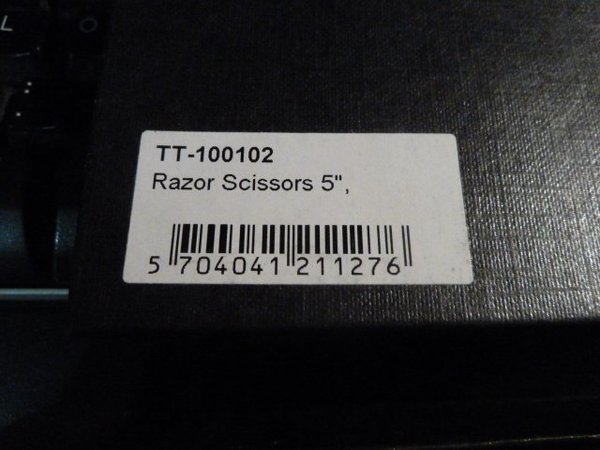 L
TT-100102
Razor Scissors 5",
5 704041 211276